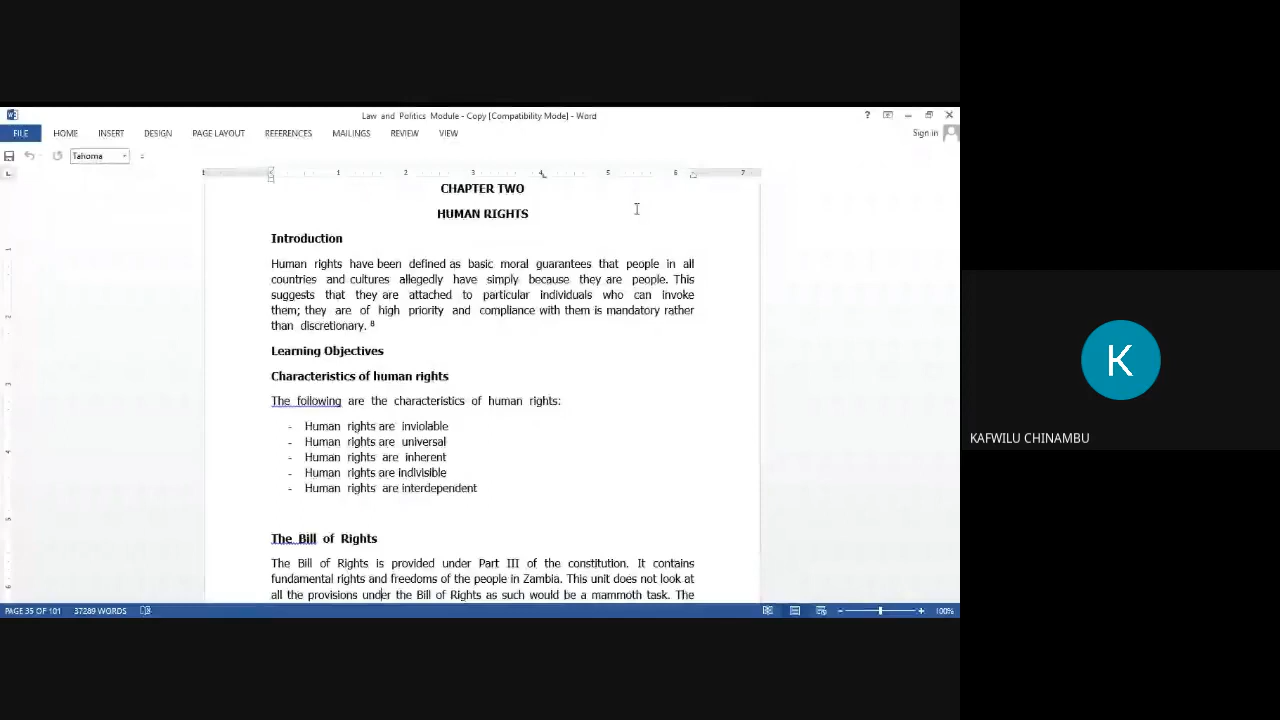 Law and Politics Module - Copy [Compatibility Mode] - Word
?
FILE HOME INSERT DESIGN PAGE LAYOUT REFERENCES MAILINGS REVIEW VIEW Sign in
Tahoma
1 1 2 3 4 5 6 7
CHAPTER TWO
HUMAN RIGHTS
Introduction
Human rights have been defined as basic moral guarantees that people in all
countries and cultures allegedly have simply because they are people. This
suggests that they are attached to particular individuals who can invoke
them; they are of high priority and compliance with them is mandatory rather
than discretionary. 8
Learning Objectives
Characteristics of human rights
The following are the characteristics of human rights:
- Human rights are inviolable
- Human rights are universal
- Human rights are inherent
- Human rights are indivisible
- Human rights are interdependent
The Bill of Rights
The Bill of Rights is provided under Part III of the constitution. It contains
fundamental rights and freedoms of the people in Zambia. This unit does not look at
all the provisions under the Bill of Rights as such would be a mammoth task. The
PAGE 35 OF 101 37289 WORDS 100%
K
KAFWILU CHINAMBU